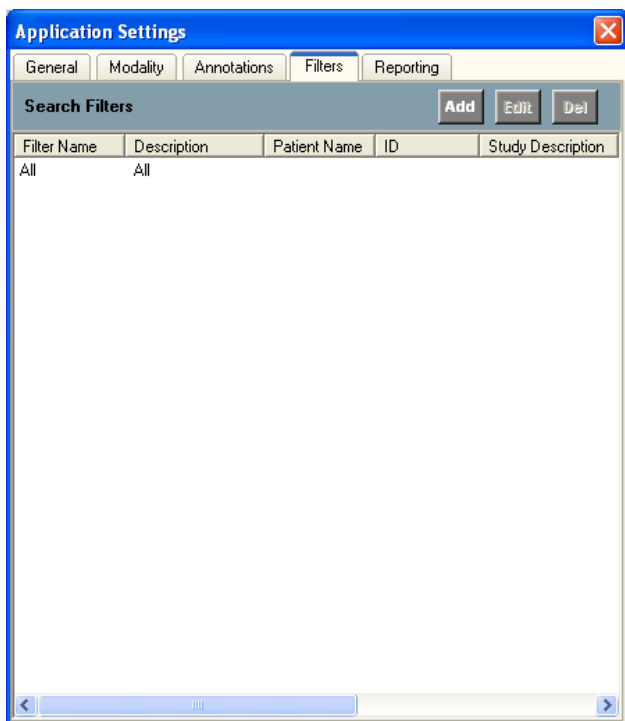 Application Settings
General Modality Annotations Filters Reporting
Search Filters Add Edit Del
Filter Name Description Patient Name ID Study Description
All All